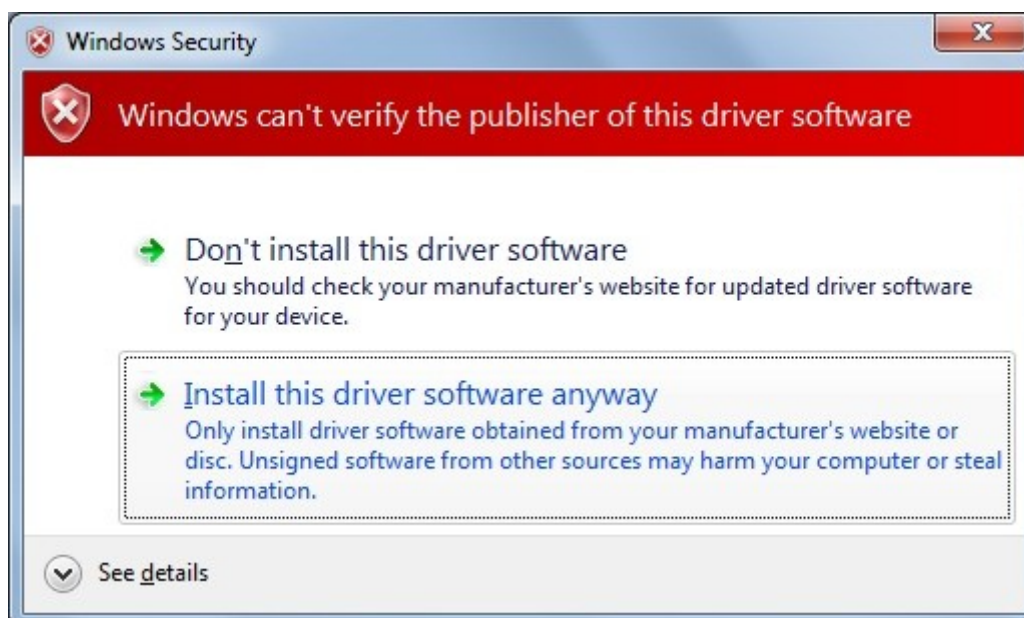 Windows Security
Windows can't verify the publisher of this driver software
Don't install this driver software
You should check your manufacturer's website for updated driver software
for your device.
Install this driver software anyway
Only install driver software obtained from your manufacturer's website or
disc. Unsigned software from other sources may harm your computer or steal
information.
See details